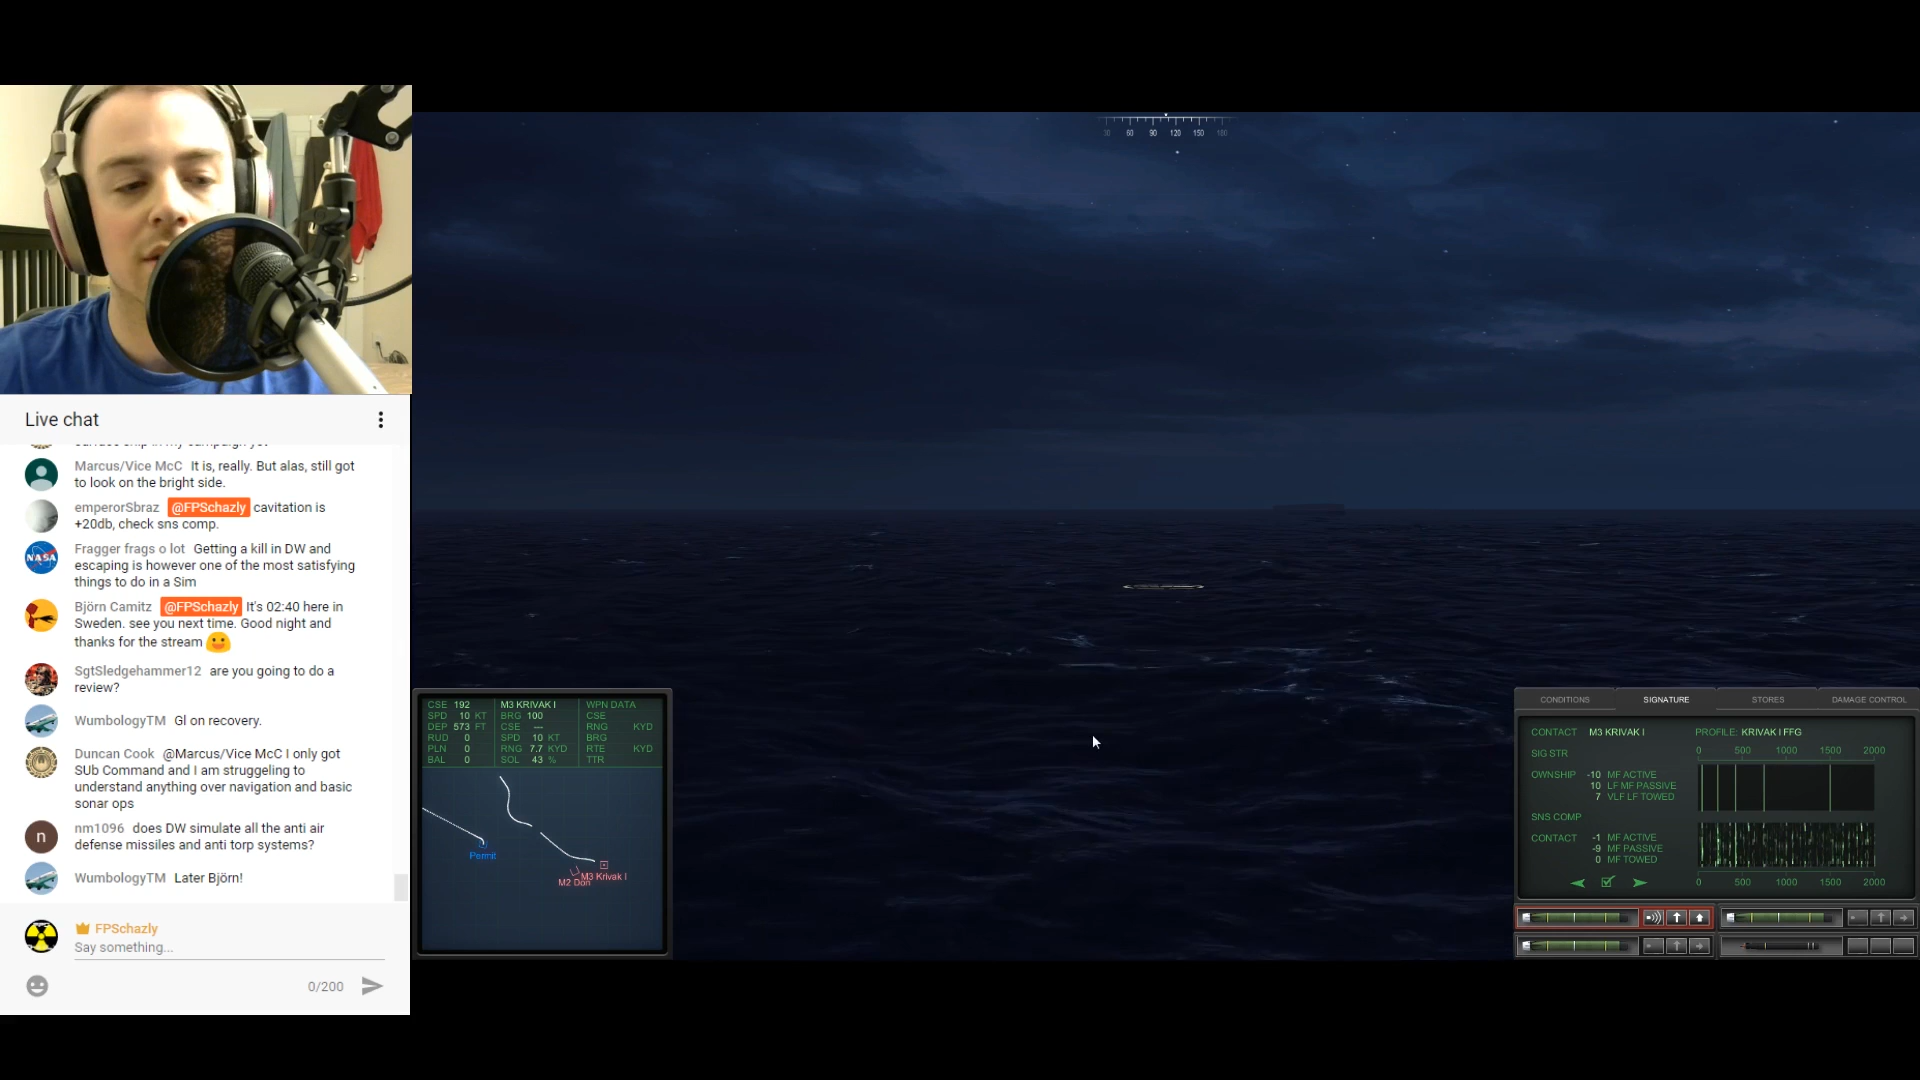 Live chat
Marcus/Vice McC It is, really. But alas, still got
to look on the bright side.
emperorSbraz @FPSchazly cavitation is
+20db, check sns comp.
Fragger frags o lot Getting a kill in DW and
escaping is however one of the most satisfying
things to do in a Sim
NASA
Björn Camitz @FPSchazly It's 02:40 here in
Sweden. see you next time. Good night and
thanks for the stream
SgtSledgehammer12 are you going to do a
review?
WumbologyTM Gl on recovery.
Duncan Cook @Marcus/Vice McC I only got
SUb Command and I am struggeling to
understand anything over navigation and basic
sonar ops
n
nm1096 does DW simulate all the anti air
defense missiles and anti torp systems?
WumbologyTM Later Björn!
FPSchazly
Say something...
0/200
30 60 90 120 150 180
CSE 192 M3 KRIVAK I WPN DATA
SPD 10 KT BRG 100 CSE
DEP 573 FT CSE --- RNG KYD
RUD 0 SPD 10 KT BRG
PLN 0 RNG 7.7 KYD RTE KYD
BAL 0 SOL 43 % TTR
Permit
M3 Krivak I
M2 Don
CONDITIONS SIGNATURE STORES DAMAGE CONTROL
CONTACT M3 KRIVAK I PROFILE: KRIVAK I FFG
SIG STR 0 500 1000 1500 2000
OWNSHIP -10 MF ACTIVE
10 LF MF PASSIVE
7 VLF LF TOWED
SNS COMP
CONTACT -1 MF ACTIVE
-9 MF PASSIVE
0 MF TOWED
0 500 1000 1500 2000